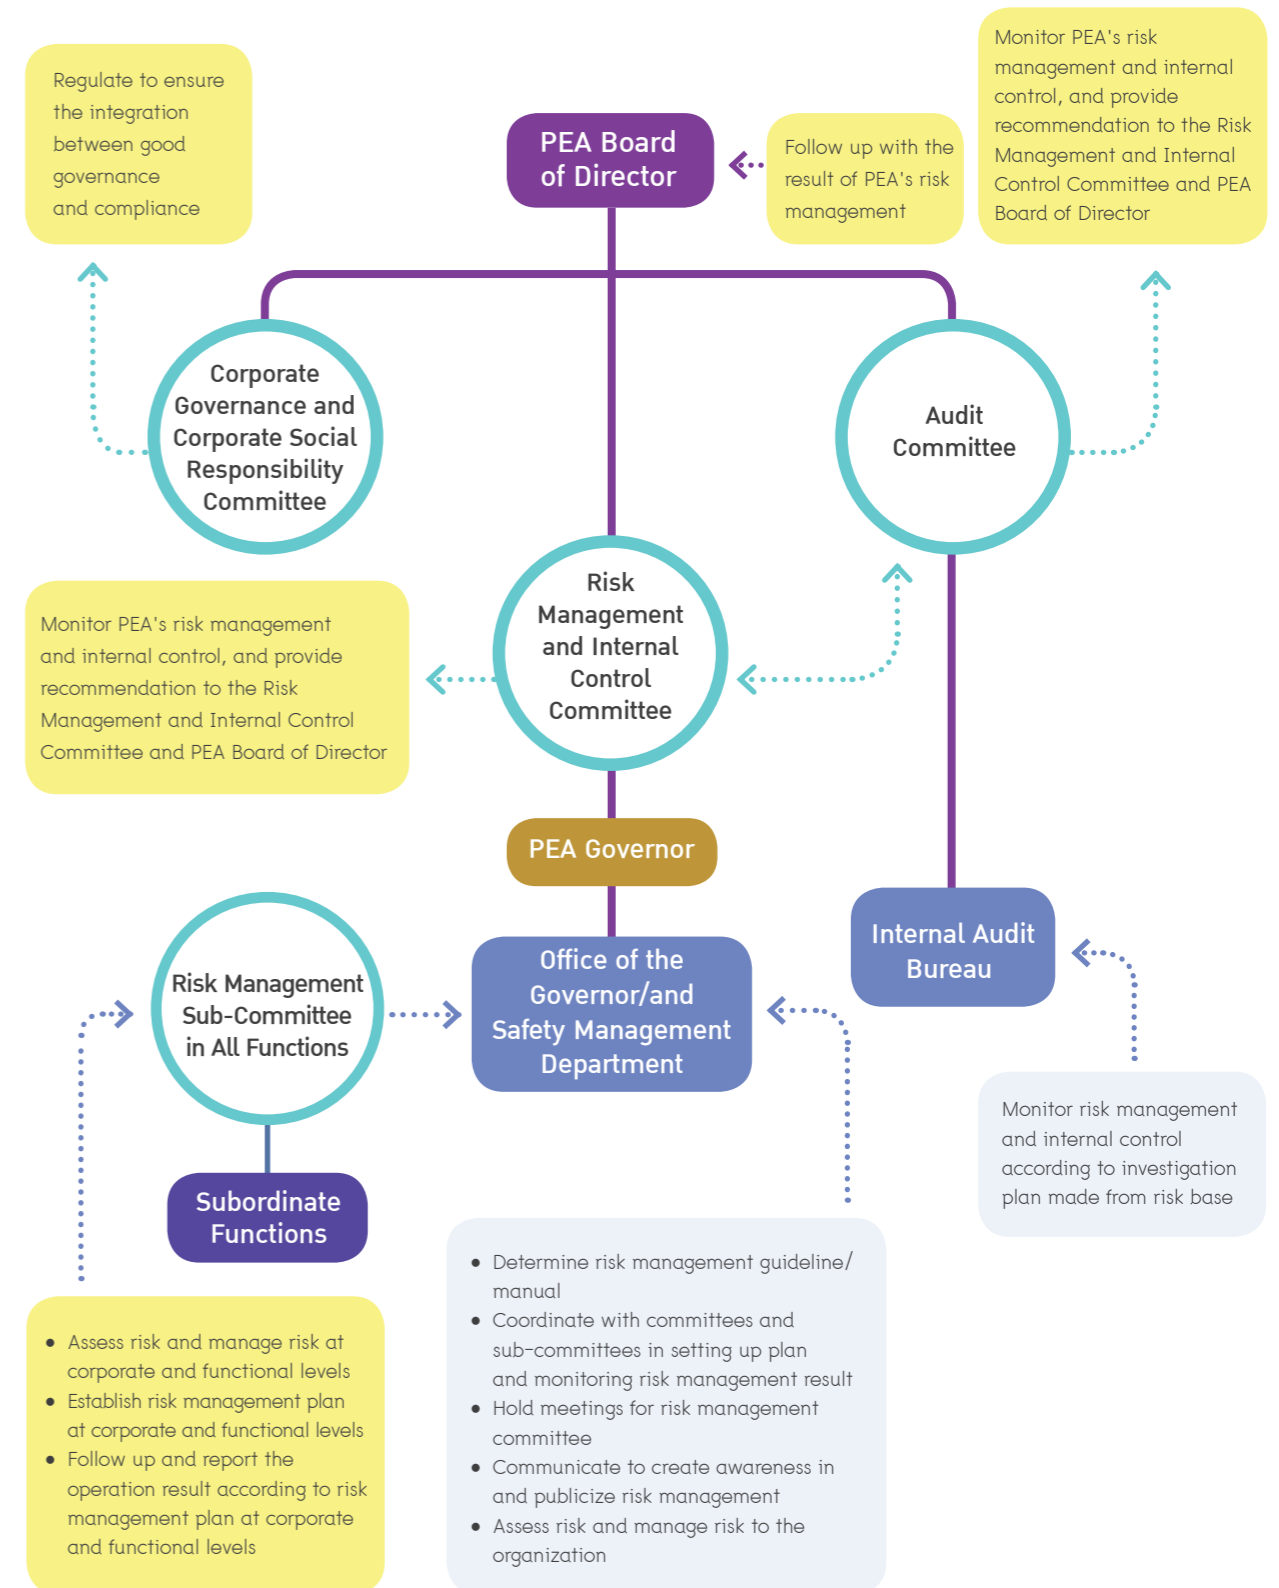 Regulate to ensure
the integration
between good
governance
and compliance
PEA Board
of Director
Follow up with the
result of PEA's risk
management
Monitor PEA's risk
management and internal
control, and provide
recommendation to the Risk
Management and Internal
Control Committee and PEA
Board of Director
Corporate
Governance and
Corporate Social
Responsibility
Committee
Audit
Committee
Monitor PEA's risk management
and internal control, and provide
recommendation to the Risk
Management and Internal Control
Committee and PEA Board of Director
Risk
Management
and Internal
Control
Committee
PEA Governor
Risk Management
Sub-Committee
in All Functions
Office of the
Governor/and
Safety Management
Department
Internal Audit
Bureau
Subordinate
Functions
Monitor risk management
and internal control
according to investigation
plan made from risk base
• Assess risk and manage risk at
corporate and functional levels
• Establish risk management plan
at corporate and functional levels
• Follow up and report the
operation result according to risk
management plan at corporate
and functional levels
• Determine risk management guideline/
manual
• Coordinate with committees and
sub-committees in setting up plan
and monitoring risk management result
• Hold meetings for risk management
committee
• Communicate to create awareness in
and publicize risk management
• Assess risk and manage risk to the
organization